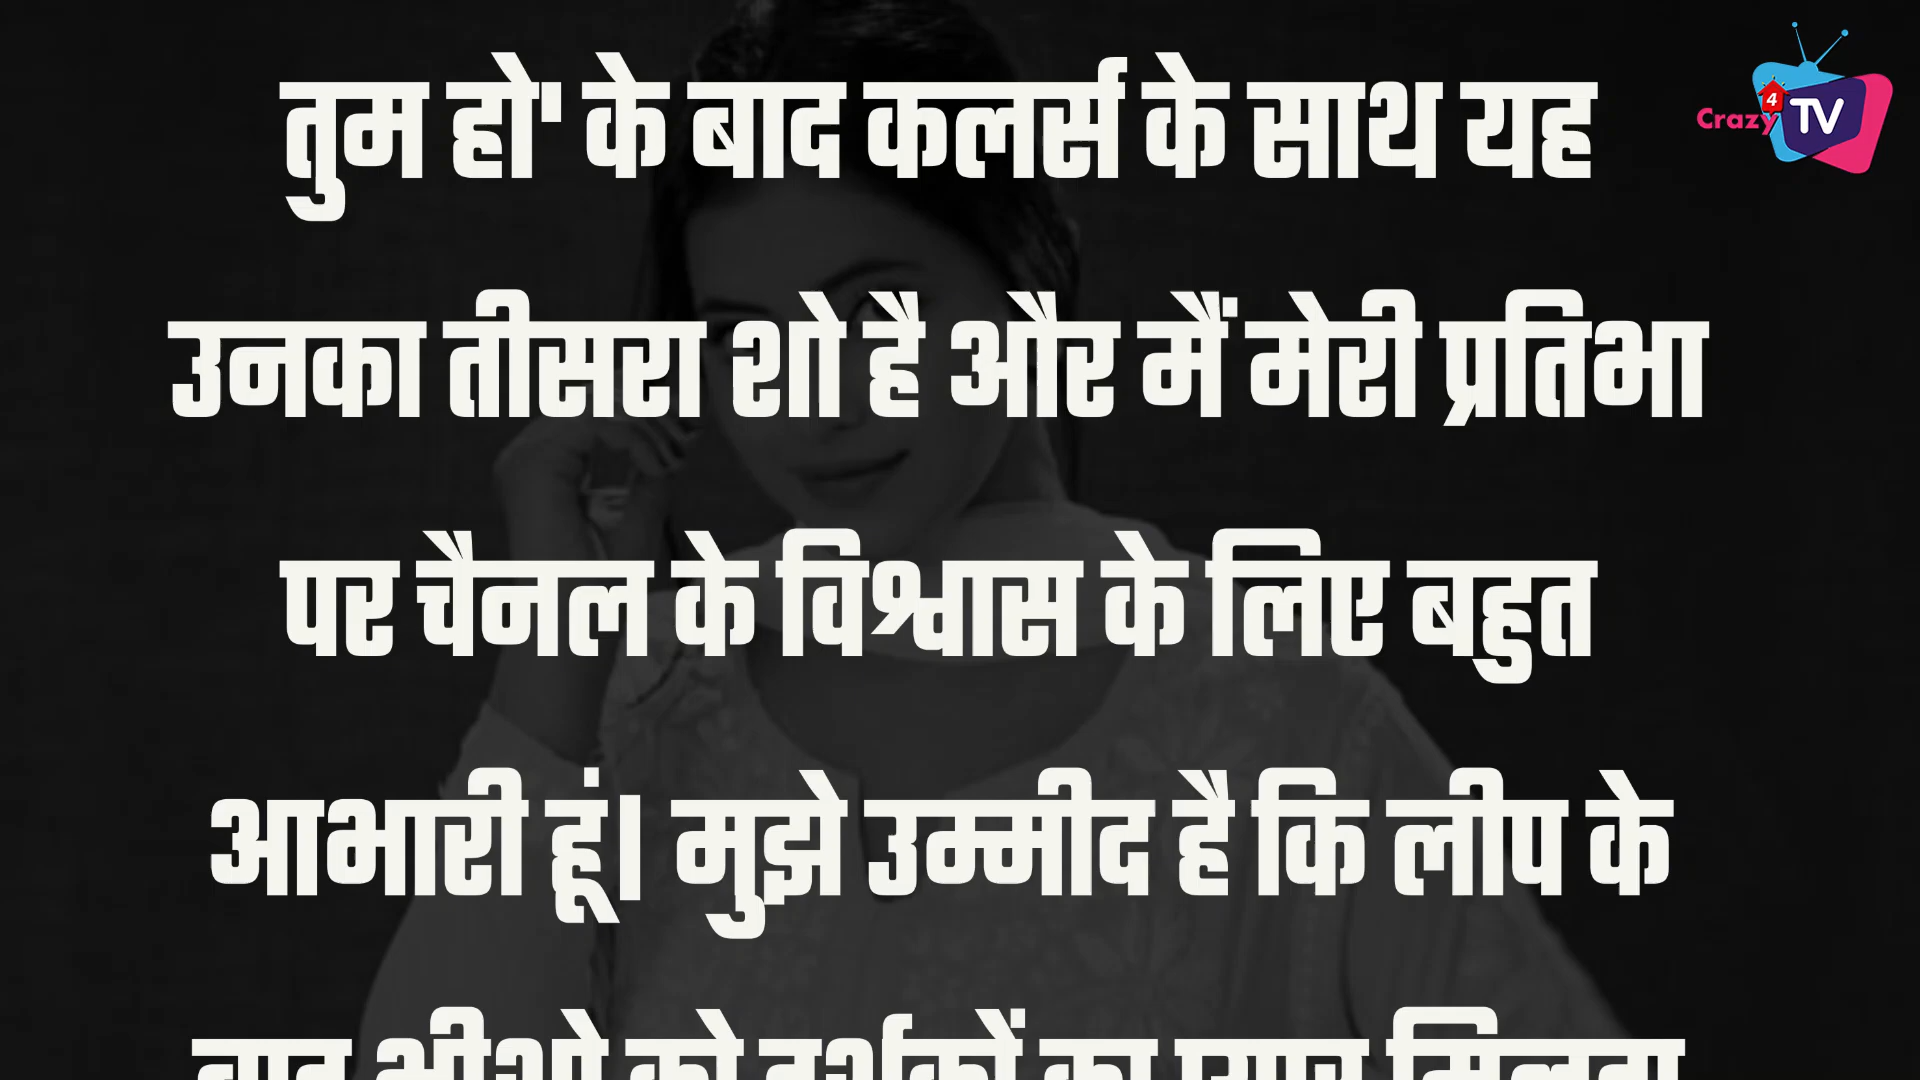 तुम हो' के बाद कलर्स के साथ यह
उनका तीसरा शो है और मैं मेरी प्रतिभा
पर चैनल के विश्वास के लिए बहुत
आभारी हूं। मुझे उम्मीद है कि लीप के
Crazy 4 TV